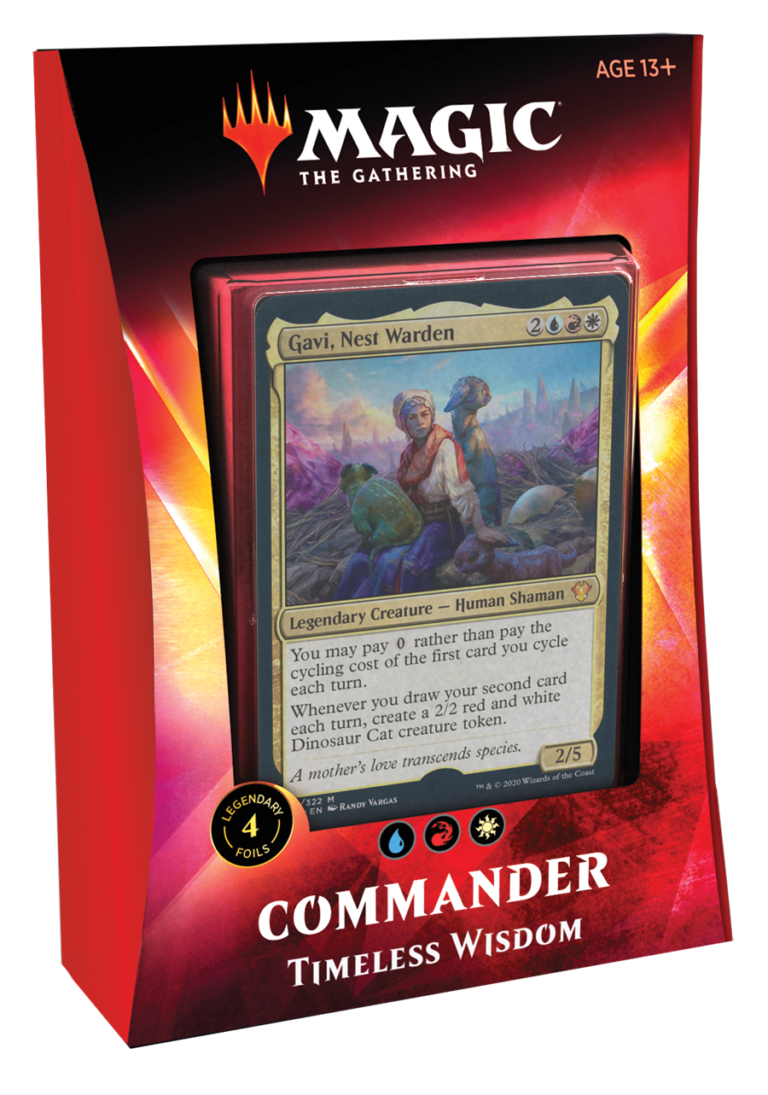 AGE 13+
MAGIC
THE GATHERING
Gavi, Nest Warden
2
Legendary Creature — Human Shaman
You may pay 0 rather than pay the
cycling cost of the first card you cycle
each turn.
Whenever you draw your second card
each turn, create a 2/2 red and white
Dinosaur Cat creature token.
A mother's love transcends species.
2/5
/322 M
EN Randy Vargas
™ & © 2020 Wizards of the Coast
LEGENDARY
4
FOILS
COMMANDER
TIMELESS WISDOM